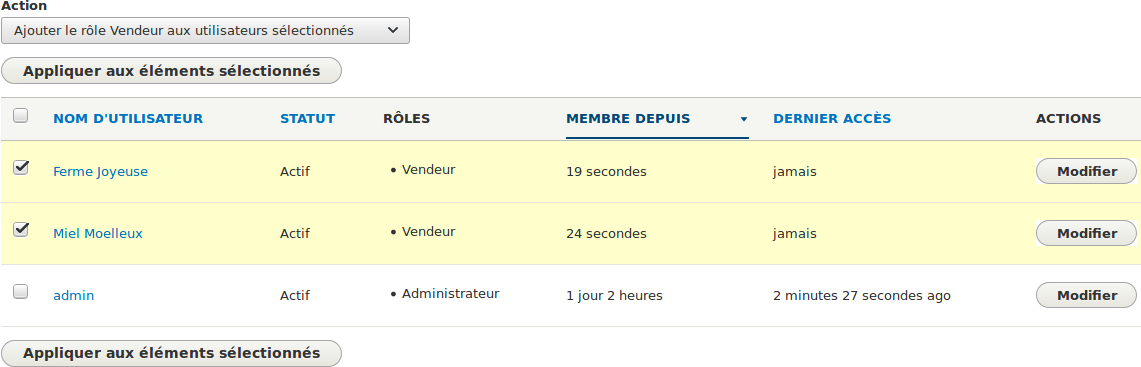 Action
Ajouter le rôle Vendeur aux utilisateurs sélectionnés
Appliquer aux éléments sélectionnés
NOM D'UTILISATEUR STATUT RÔLES MEMBRE DEPUIS DERNIER ACCÈS ACTIONS
Ferme Joyeuse Actif • Vendeur 19 secondes jamais Modifier
Miel Moelleux Actif • Vendeur 24 secondes jamais Modifier
admin Actif • Administrateur 1 jour 2 heures 2 minutes 27 secondes ago Modifier
Appliquer aux éléments sélectionnés